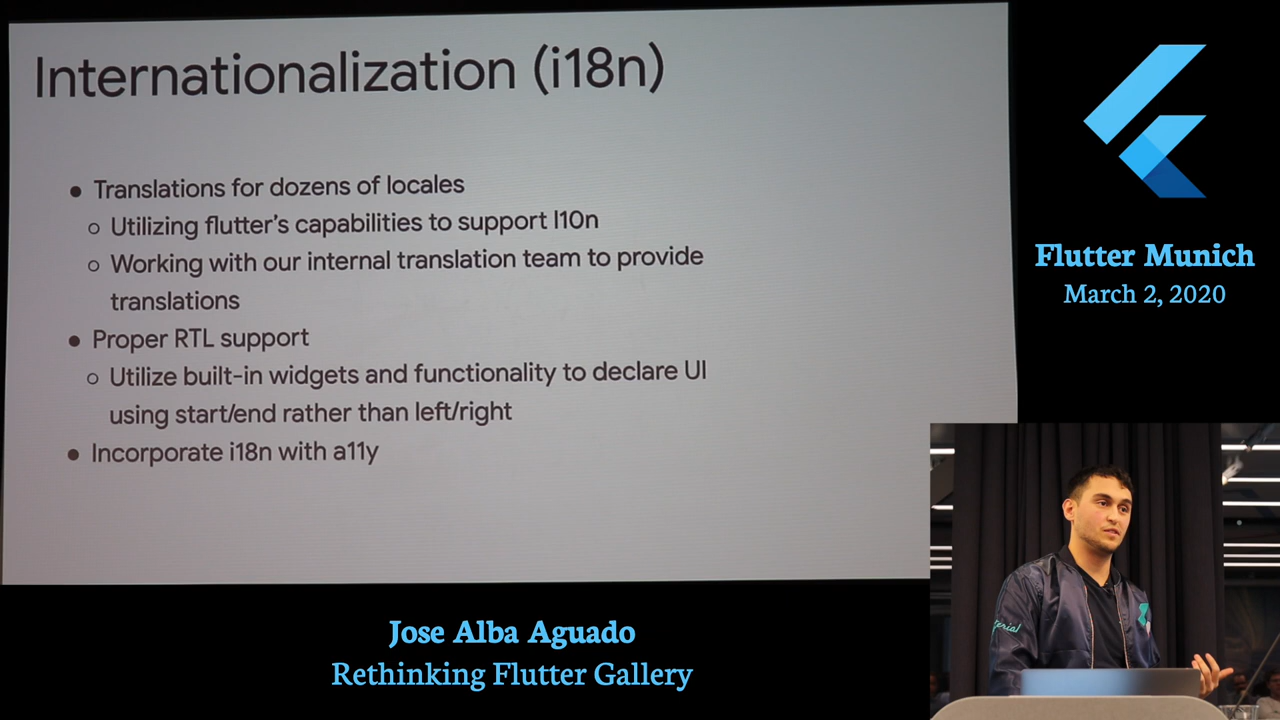 Internationalization (i18n)
● Translations for dozens of locales
○ Utilizing flutter's capabilities to support l10n
○ Working with our internal translation team to provide
translations
● Proper RTL support
○ Utilize built-in widgets and functionality to declare UI
using start/end rather than left/right
● Incorporate i18n with a11y
Flutter Munich
March 2, 2020
Jose Alba Aguado
Rethinking Flutter Gallery